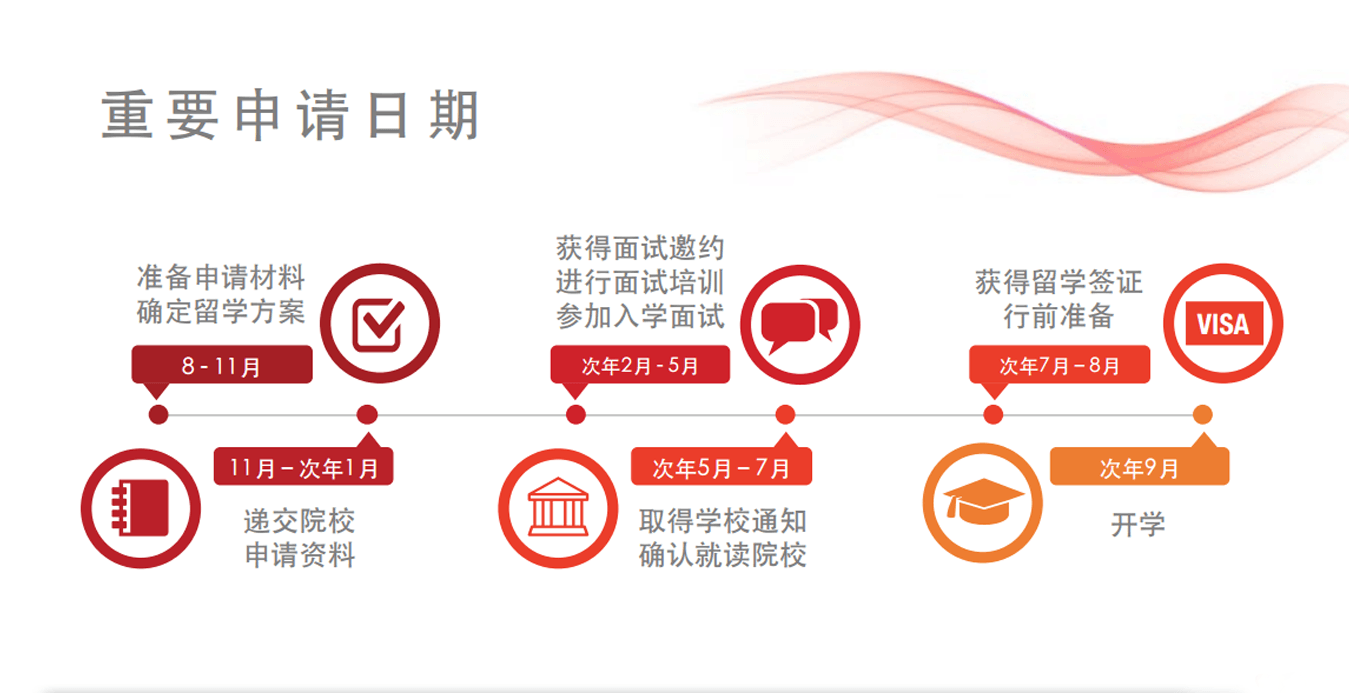 重要申请日期
准备申请材料
确定留学方案
8-11月
11月–次年1月
递交院校
申请资料
获得面试邀约
进行面试培训
参加入学面试
次年2月-5月
次年5月–7月
取得学校通知
确认就读院校
获得留学签证
行前准备
VISA
次年7月–8月
次年9月
开学